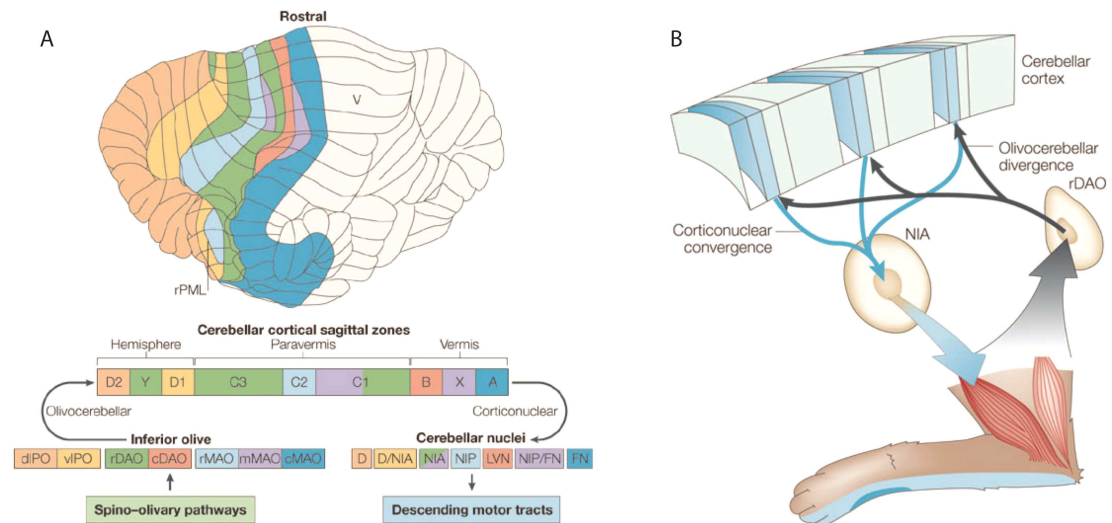 A
Rostral
V
rPML
Cerebellar cortical sagittal zones
Hemisphere Paravermis Vermis
D2 Y D1 C3 C2 C1 B X A
Olivocerebellar Corticonuclear
Inferior olive Cerebellar nuclei
dIPO vIPO rDAO cDAO rMAO mMAO cMAO D D/NIA NIA NIP LVN NIP/FN FN
Spino–olivary pathways Descending motor tracts
B
Cerebellar
cortex
Olivocerebellar
divergence
rDAO
Corticonuclear
convergence
NIA